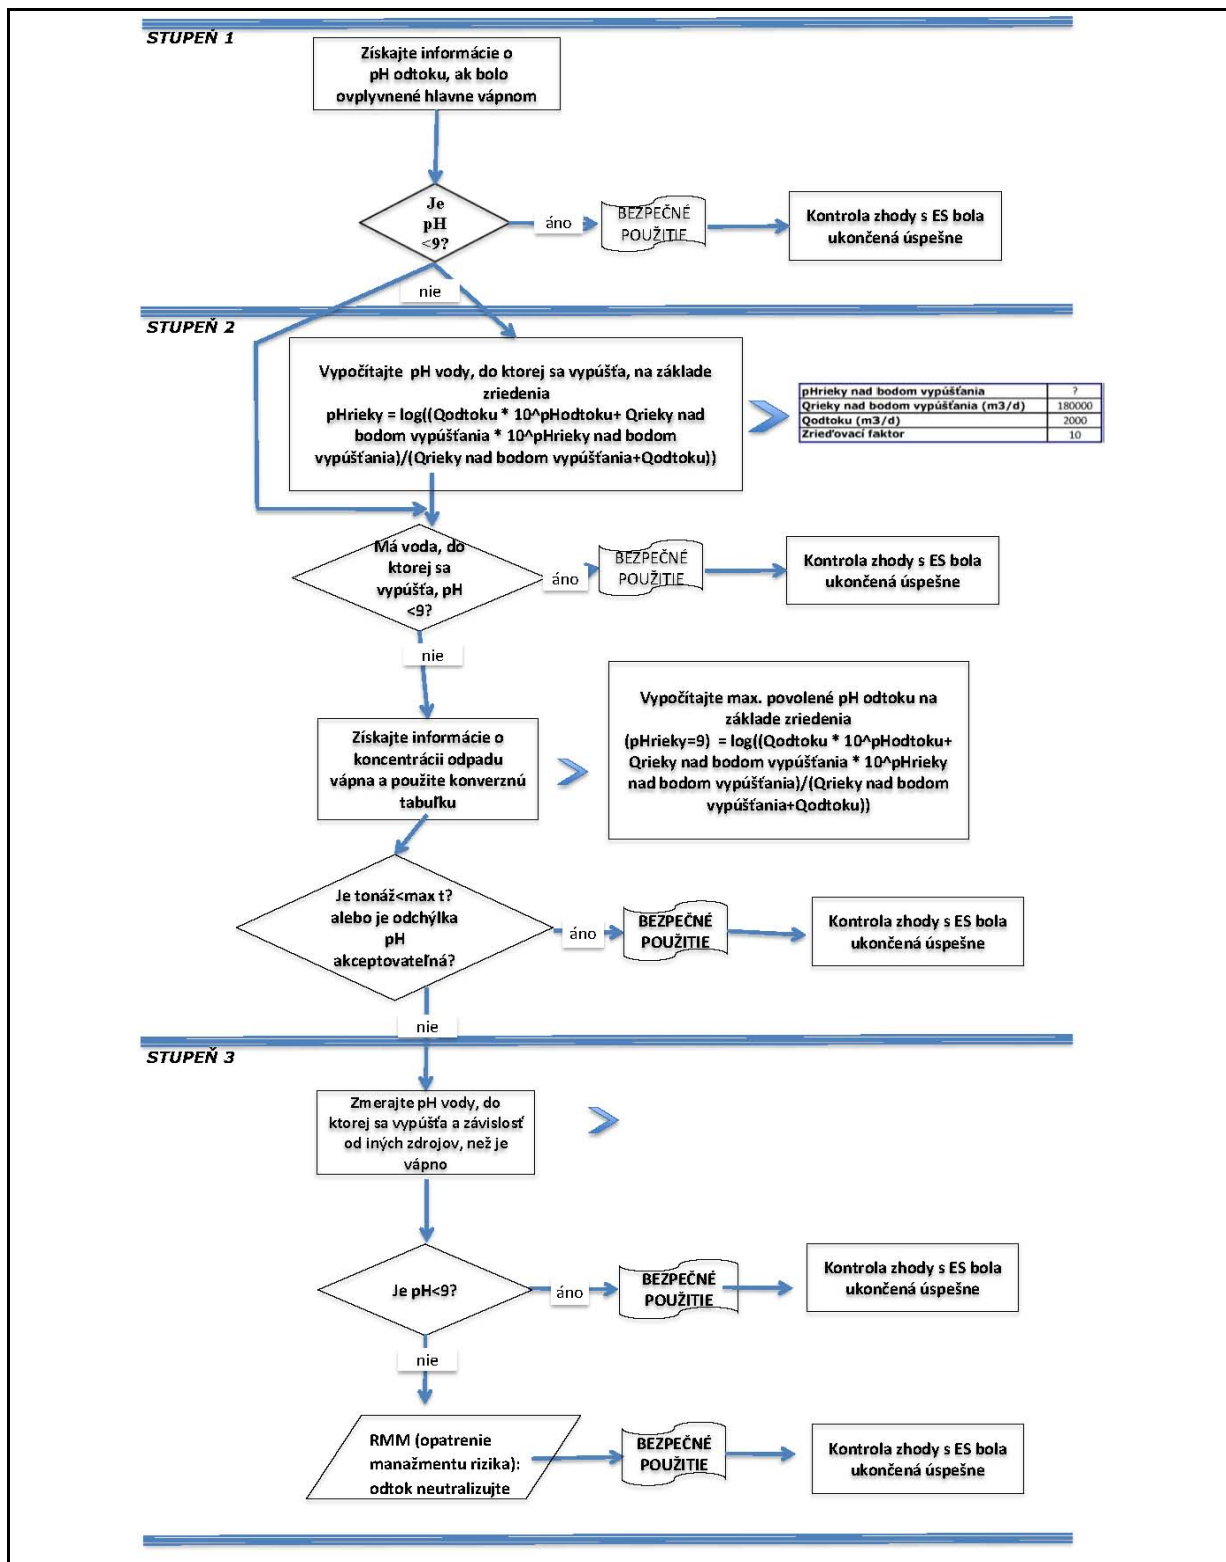 STUPEŇ 1
Získajte informácie o
pH odtoku, ak bolo
ovplyvnené hlavne vápnom
Je
pH
<9?
áno
BEZPEČNÉ
POUŽITIE
Kontrola zhody s ES bola
ukončená úspešne
nie
STUPEŇ 2
Vypočítajte pH vody, do ktorej sa vypúšťa, na základe
zriedenia
pHrieky = log((Qodtoku * 10^pHodtoku+ Qrieky nad
bodom vypúšťania * 10^pHrieky nad bodom
vypúšťania)/(Qrieky nad bodom vypúšťania+Qodtoku))
pHrieky nad bodom vypúšťania ?
Qrieky nad bodom vypúšťania (m3/d) 180000
Qodtoku (m3/d) 2000
Zrieďovací faktor 10
Má voda, do
ktorej sa
vypúšťa, pH
<9?
áno
BEZPEČNÉ
POUŽITIE
Kontrola zhody s ES bola
ukončená úspešne
nie
Získajte informácie o
koncentrácii odpadu
vápna a použite konverznú
tabuľku
Vypočítajte max. povolené pH odtoku na
základe zriedenia
(pHrieky=9) = log((Qodtoku * 10^pHodtoku+
Qrieky nad bodom vypúšťania * 10^pHrieky
nad bodom vypúšťania)/(Qrieky nad bodom
vypúšťania+Qodtoku))
Je tonáž<max t?
alebo je odchýlka
pH
akceptovateľná?
áno
BEZPEČNÉ
POUŽITIE
Kontrola zhody s ES bola
ukončená úspešne
nie
STUPEŇ 3
Zmerajte pH vody, do
ktorej sa vypúšťa a závislosť
od iných zdrojov, než je
vápno
Je pH<9?
áno
BEZPEČNÉ
POUŽITIE
Kontrola zhody s ES bola
ukončená úspešne
nie
RMM (opatrenie
manažmentu rizika):
odtok neutralizujte
BEZPEČNÉ
POUŽITIE
Kontrola zhody s ES bola
ukončená úspešne